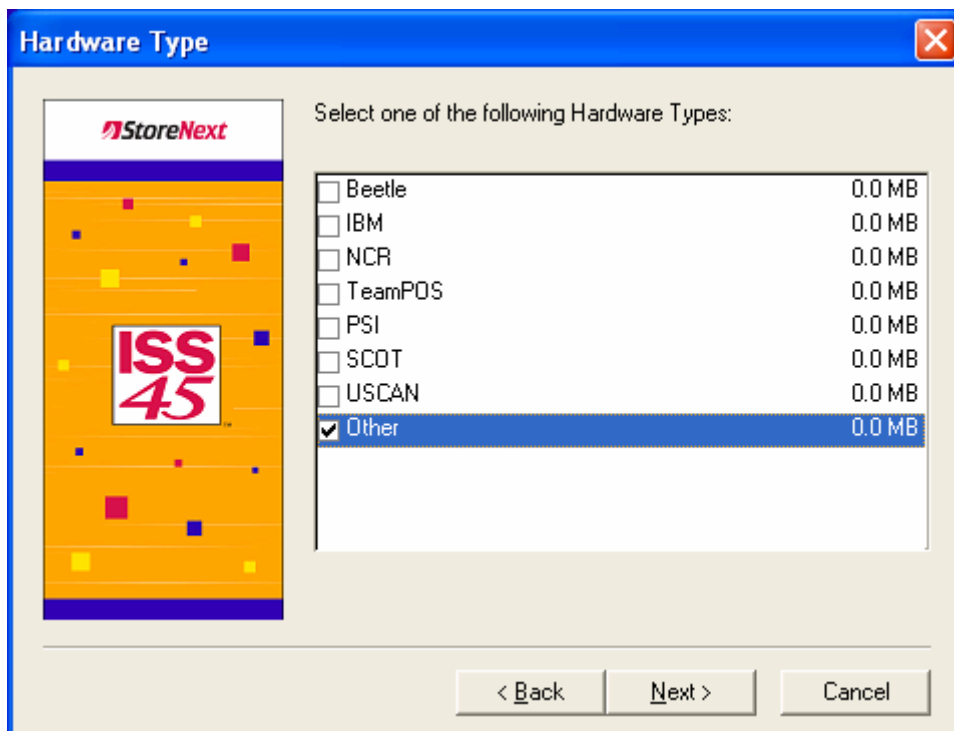 Hardware Type
StoreNext
Select one of the following Hardware Types:
Beetle 0.0 MB
IBM 0.0 MB
NCR 0.0 MB
TeamPOS 0.0 MB
PSI 0.0 MB
SCOT 0.0 MB
USCAN 0.0 MB
Other 0.0 MB
ISS
45
< Back Next > Cancel